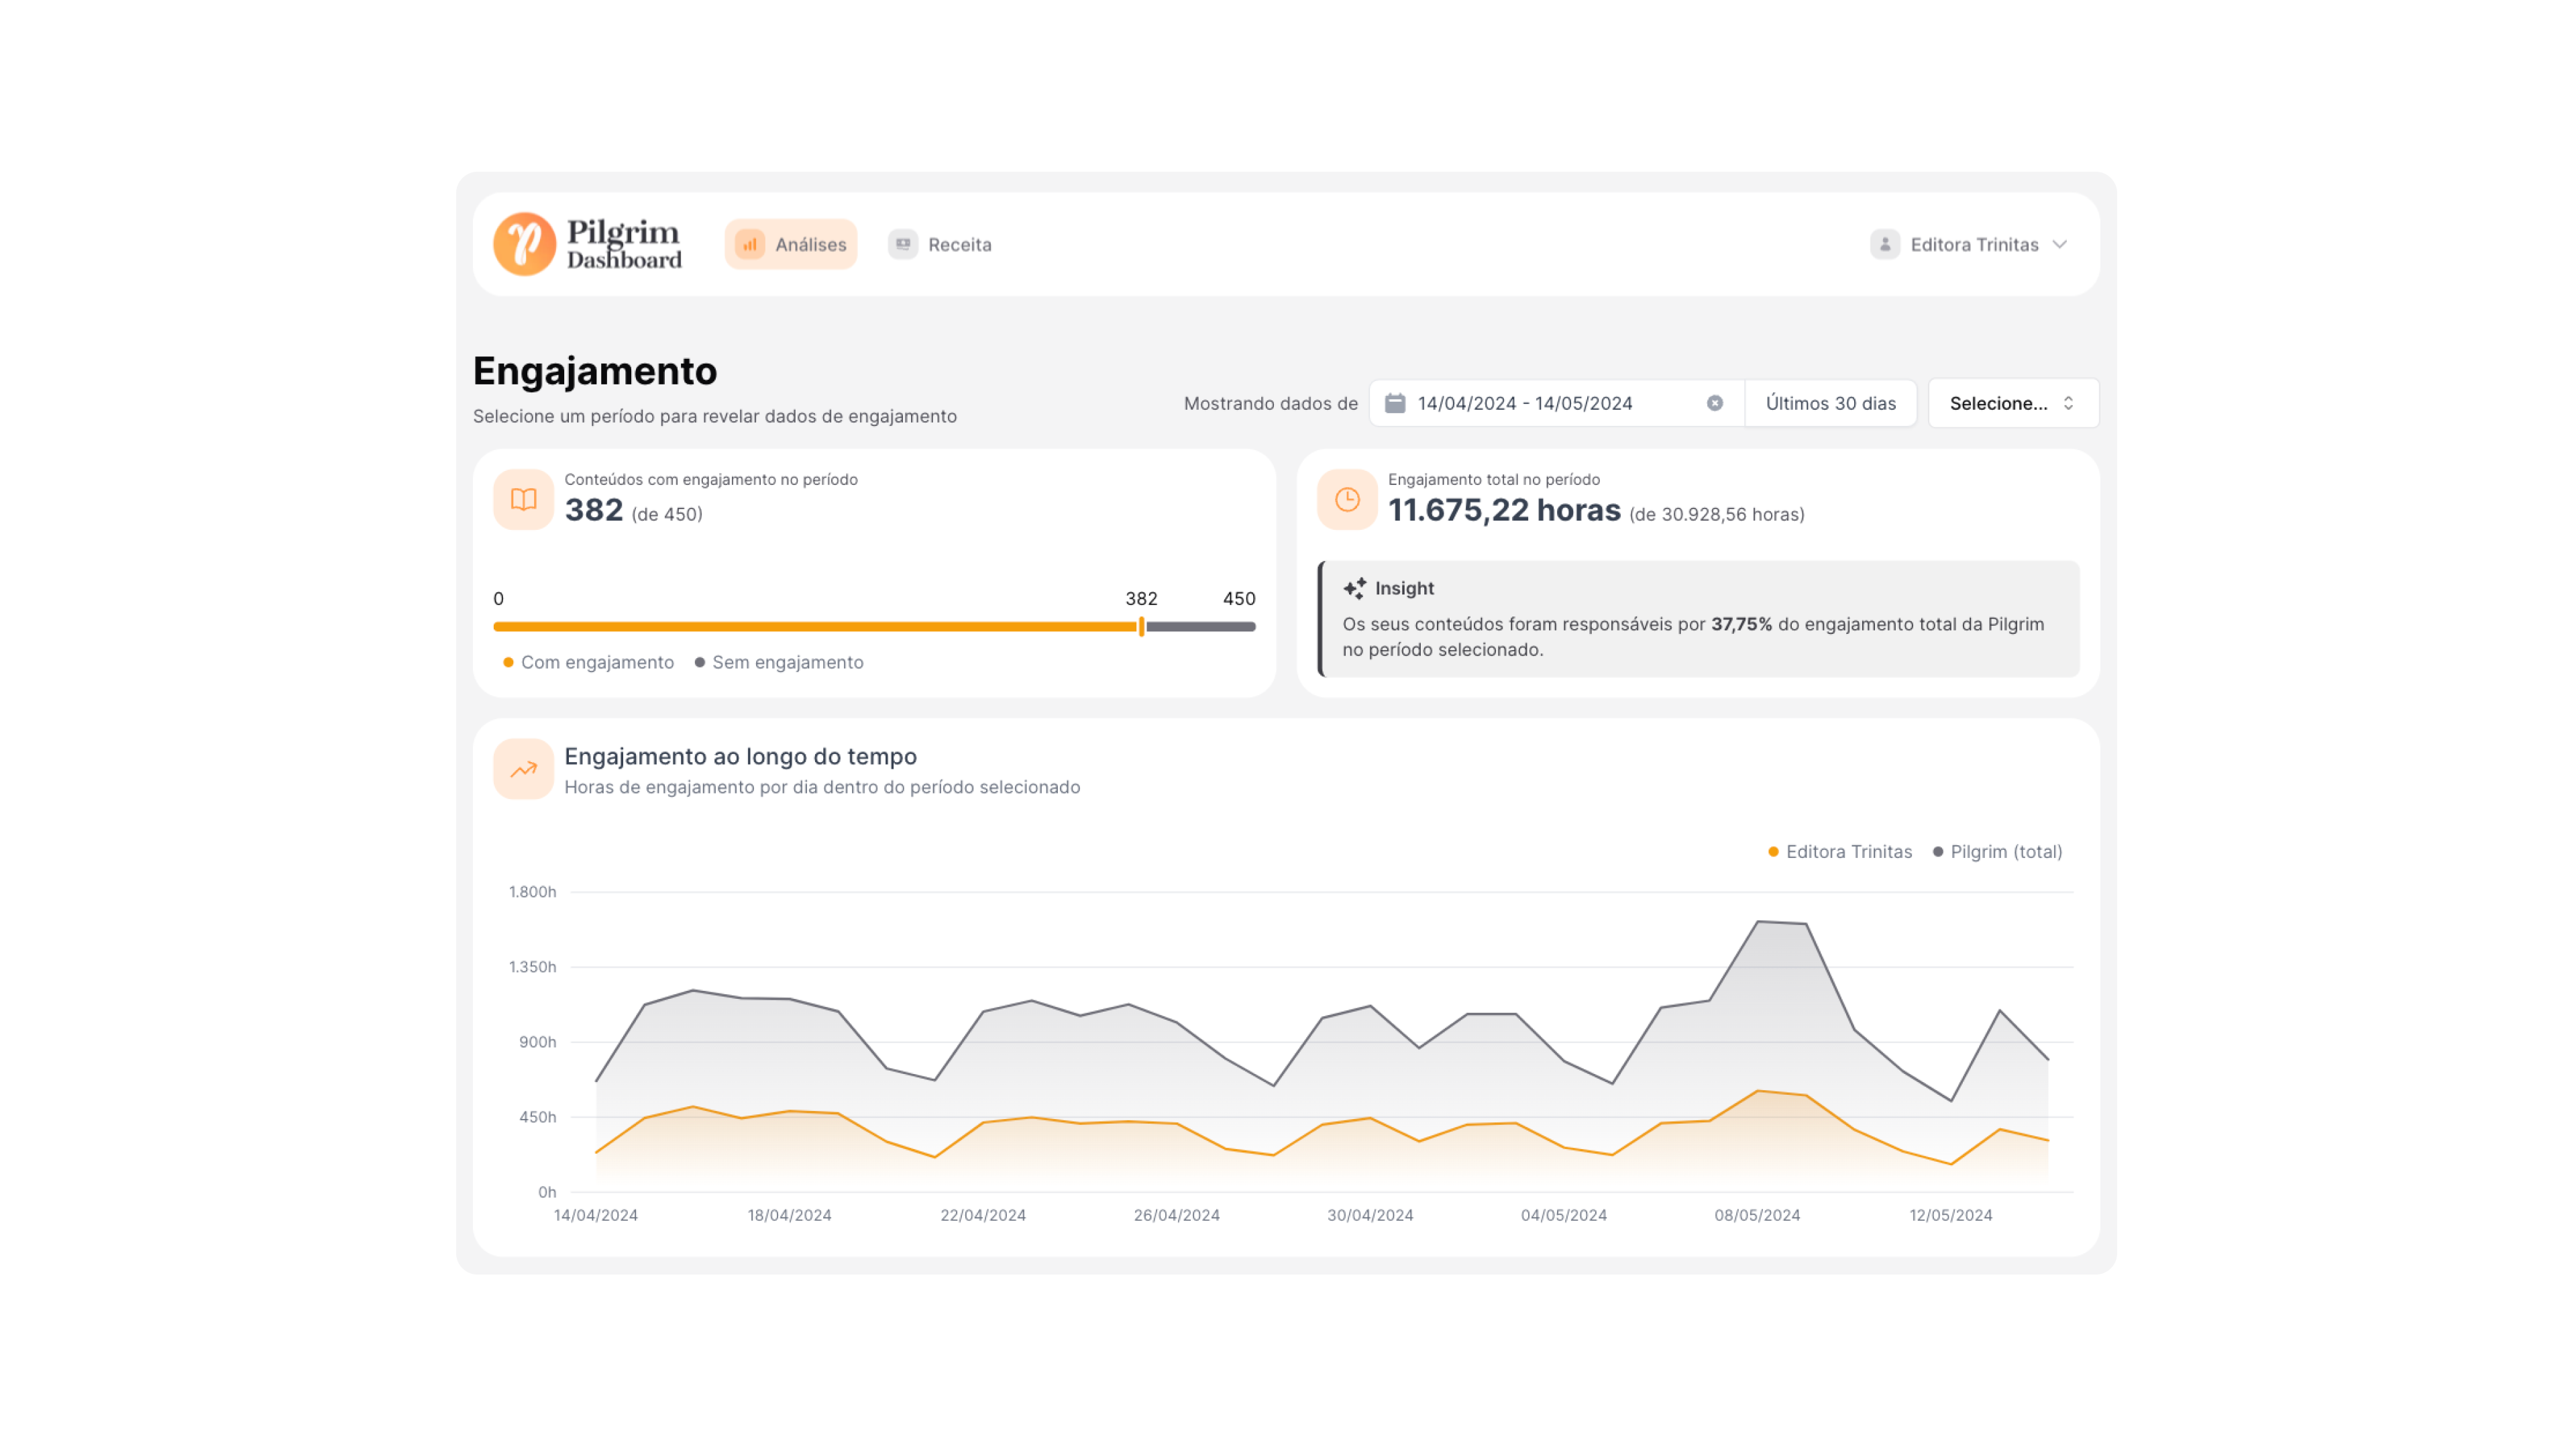 Pilgrim
Dashboard
Análises
Receita
Editora Trinitas
Engajamento
Selecione um período para revelar dados de engajamento
Mostrando dados de
14/04/2024 - 14/05/2024
Últimos 30 dias
Selecione...
Conteúdos com engajamento no período
382 (de 450)
0
382
450
Com engajamento
Sem engajamento
Engajamento total no período
11.675,22 horas (de 30.928,56 horas)
Insight
Os seus conteúdos foram responsáveis por 37,75% do engajamento total da Pilgrim
no período selecionado.
Engajamento ao longo do tempo
Horas de engajamento por dia dentro do período selecionado
Editora Trinitas
Pilgrim (total)
1.800h
1.350h
900h
450h
0h
14/04/2024
18/04/2024
22/04/2024
26/04/2024
30/04/2024
04/05/2024
08/05/2024
12/05/2024